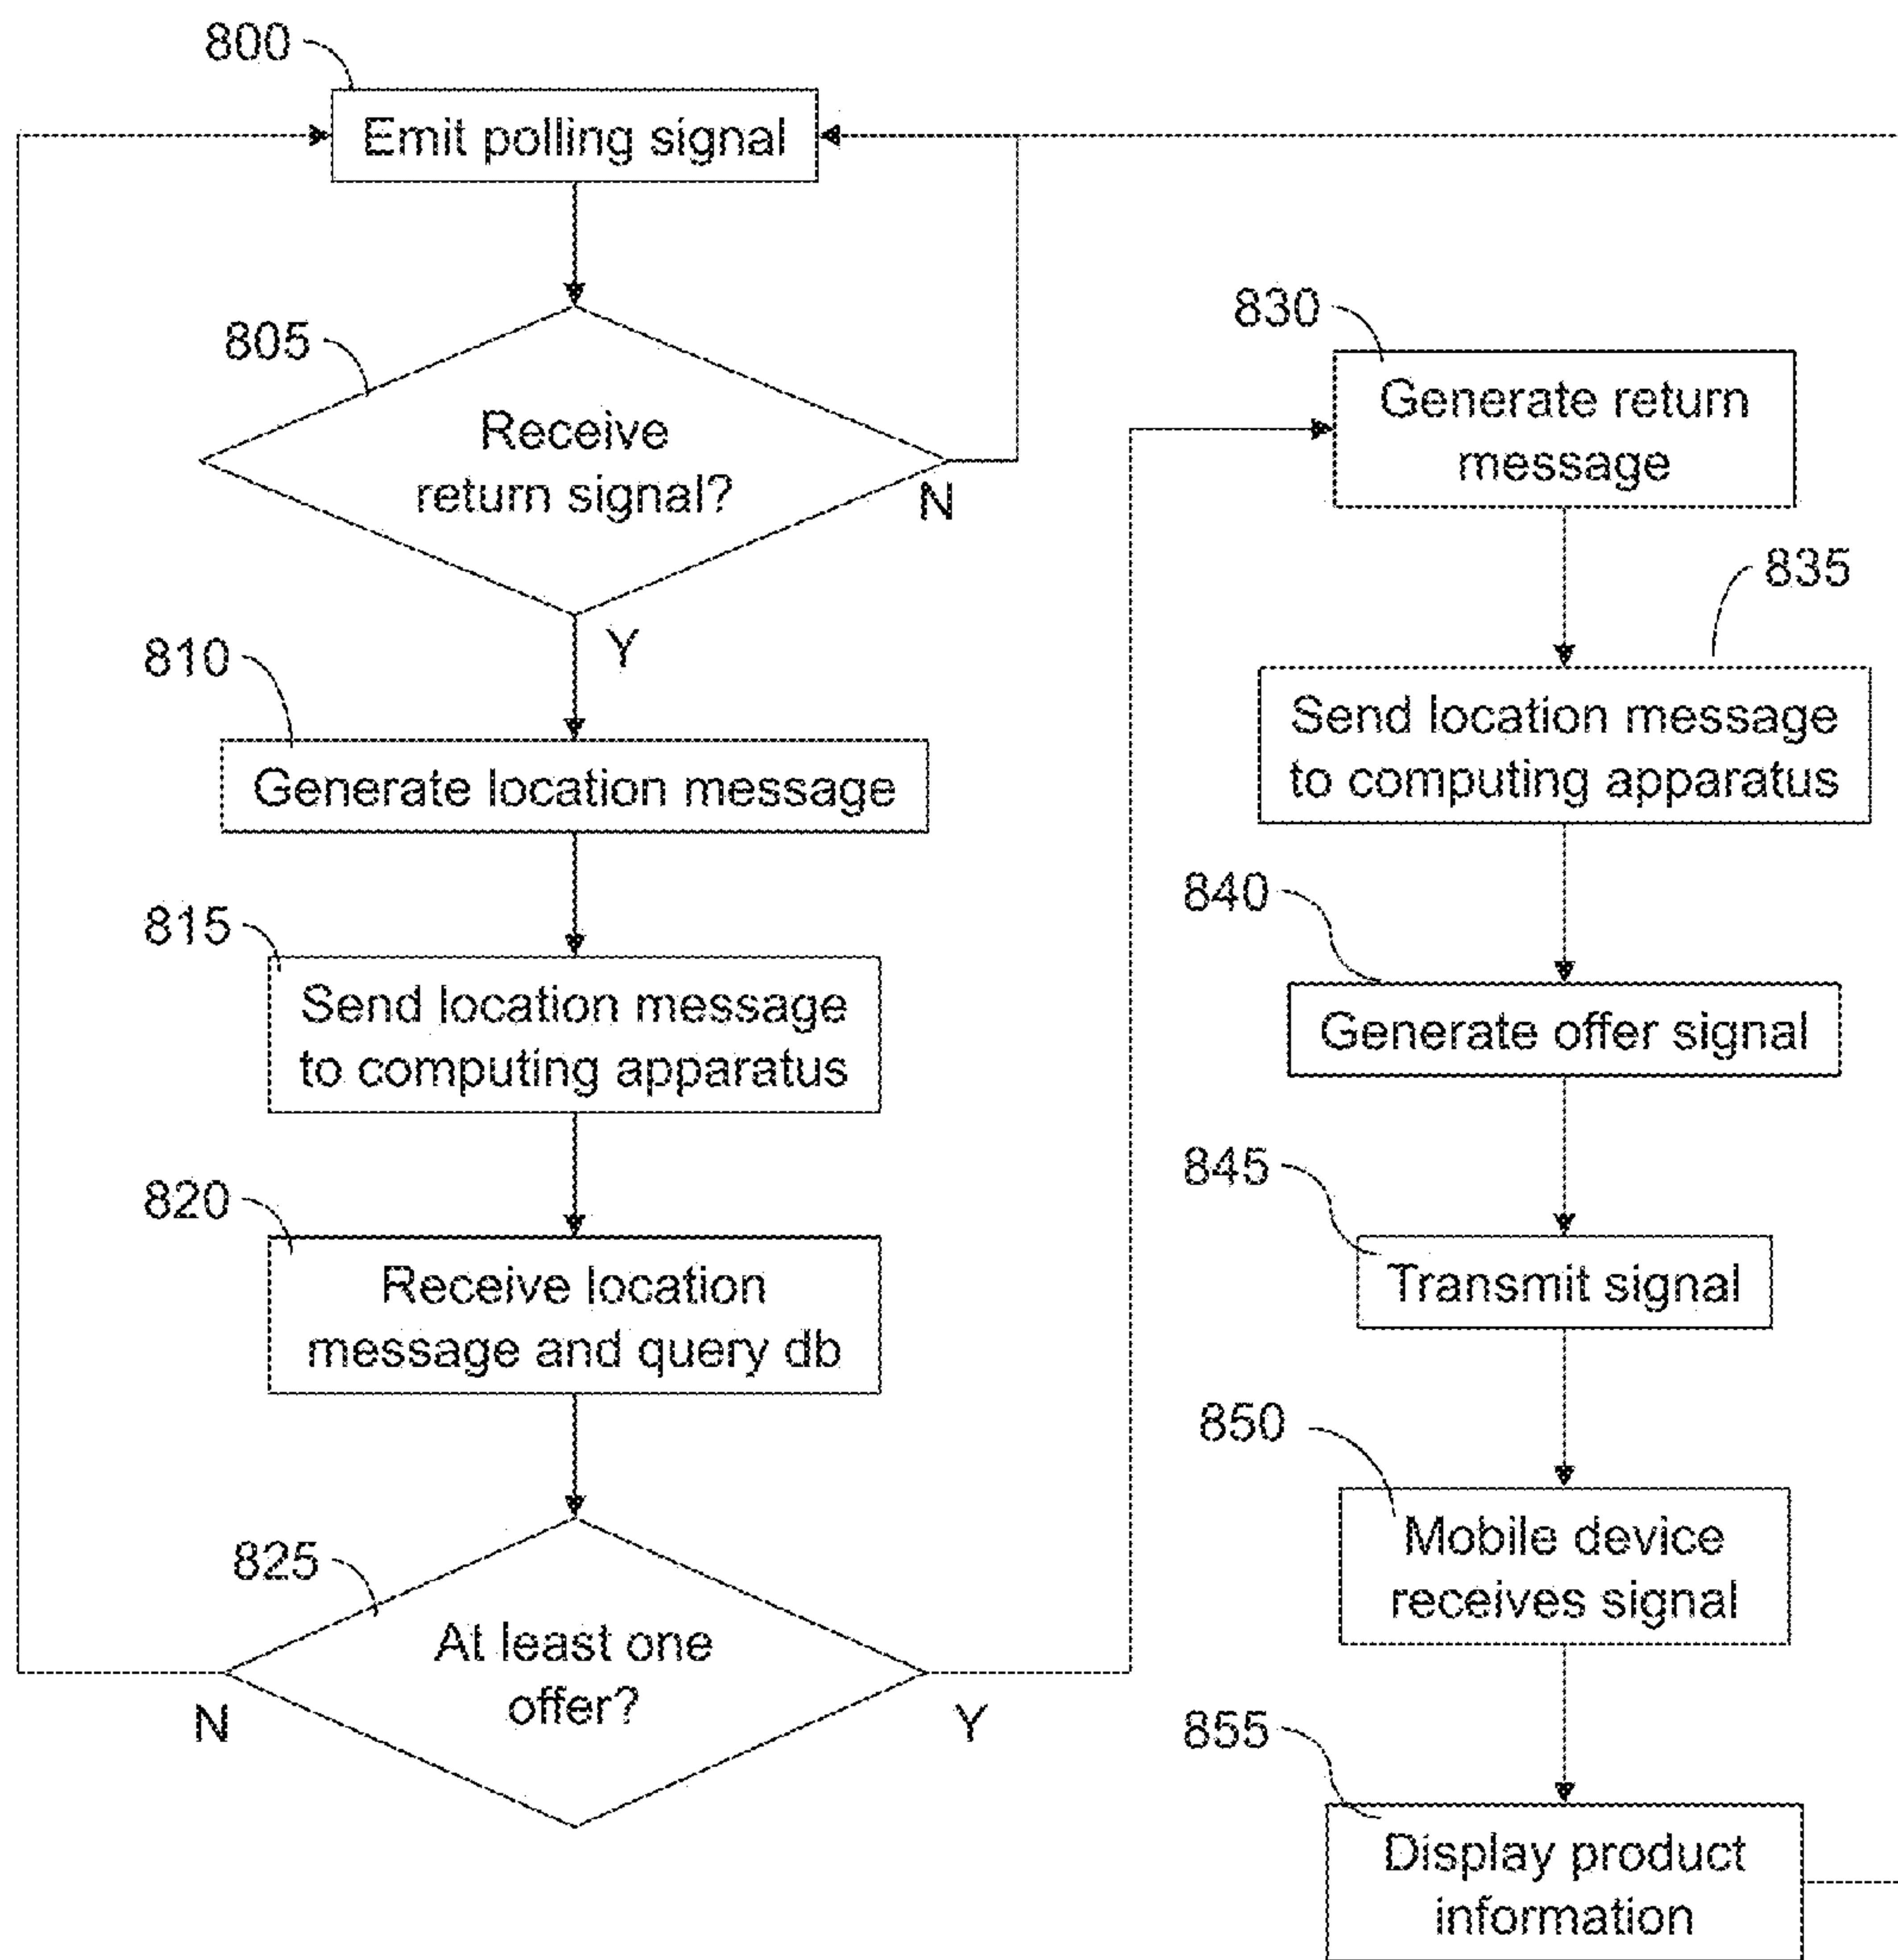 800
Emit polling signal
805
Receive
return signal?
N
Y
810
Generate location message
815
Send location message
to computing apparatus
820
Receive location
message and query db
825
At least one
offer?
N
Y
830
Generate return
message
835
Send location message
to computing apparatus
840
Generate offer signal
845
Transmit signal
850
Mobile device
receives signal
855
Display product
information